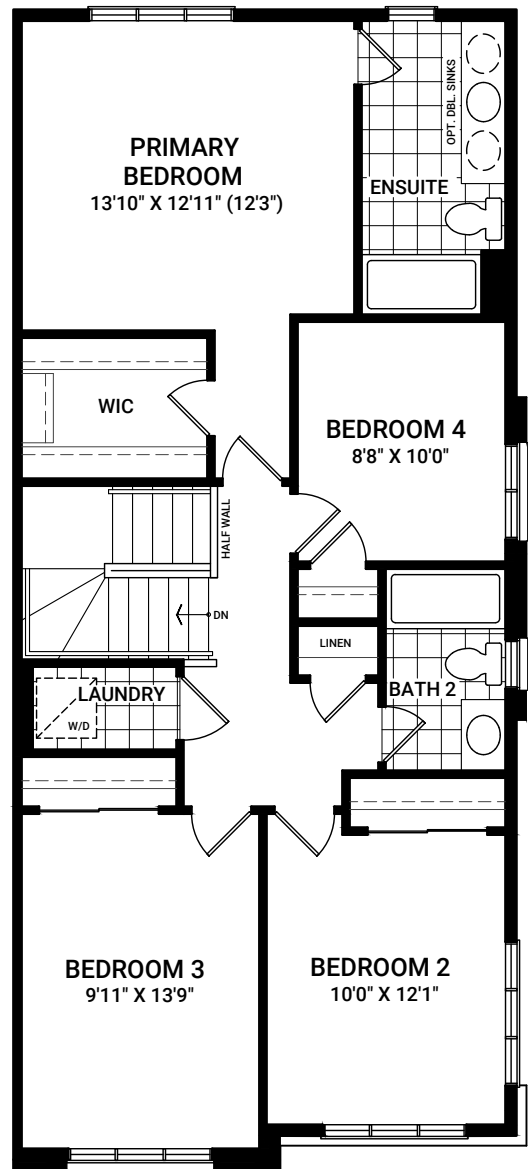 OPT. DBL. SINKS
PRIMARY
BEDROOM
13'10" X 12'11" (12'3")
ENSUITE
WIC
BEDROOM 4
8'8" X 10'0"
HALF WALL
DN
LINEN
LAUNDRY
W/D
BATH 2
BEDROOM 3
9'11" X 13'9"
BEDROOM 2
10'0" X 12'1"